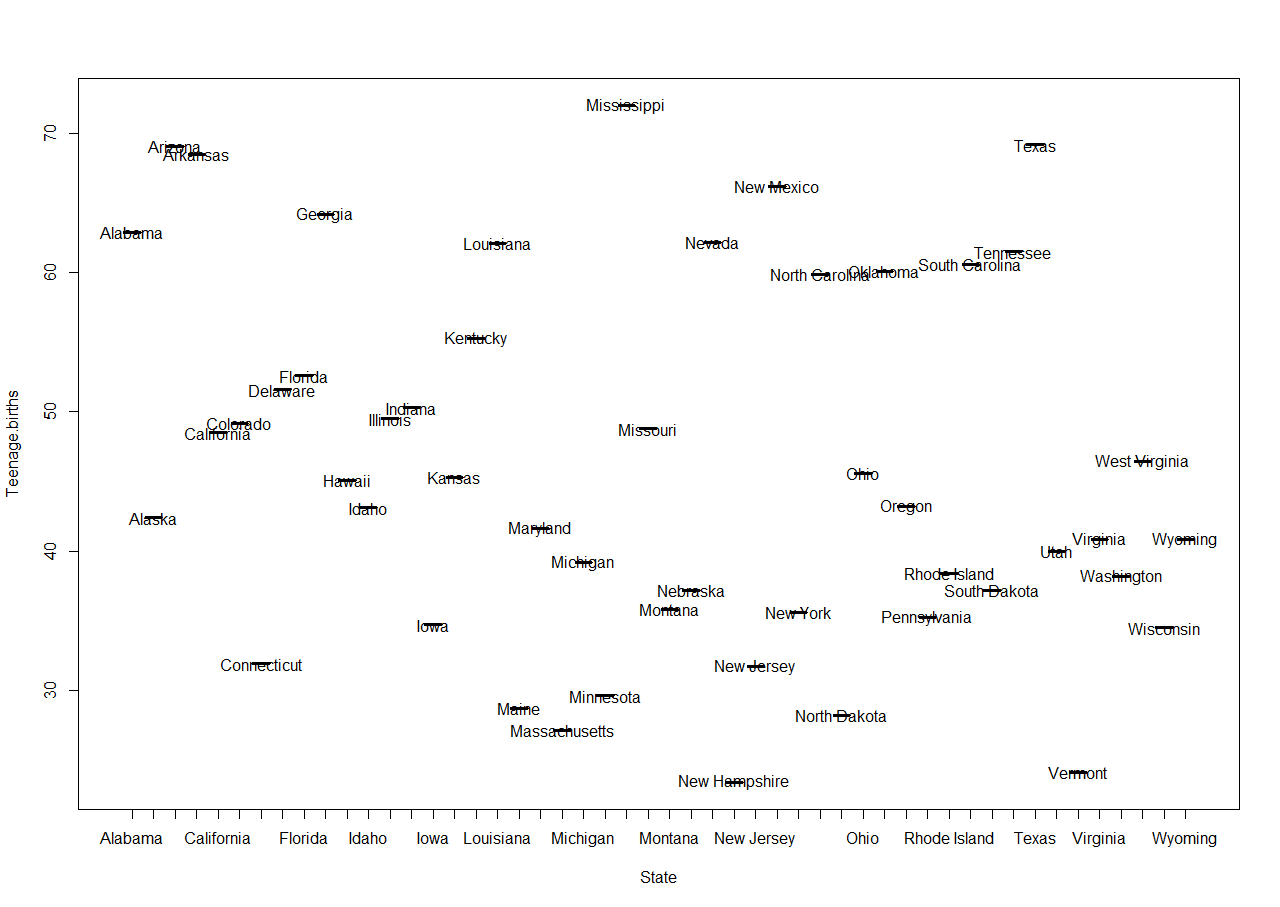 Teenage.births
70
60
50
40
30
Mississippi
Arizona
Arkansas
Texas
New Mexico
Georgia
Alabama
Louisiana
Nevada
Tennessee
South Carolina
North Carolina
Oklahoma
Kentucky
Florida
Delaware
Indiana
Illinois
Colorado
California
Missouri
West Virginia
Ohio
Kansas
Hawaii
Idaho
Oregon
Alaska
Maryland
Virginia
Wyoming
Utah
Michigan
Rhode Island
Washington
Nebraska
South Dakota
Montana
New York
Pennsylvania
Iowa
Wisconsin
Connecticut
New Jersey
Minnesota
Maine
North Dakota
Massachusetts
New Hampshire
Vermont
Alabama California Florida Idaho Iowa Louisiana Michigan Montana New Jersey Ohio Rhode Island Texas Virginia Wyoming
State